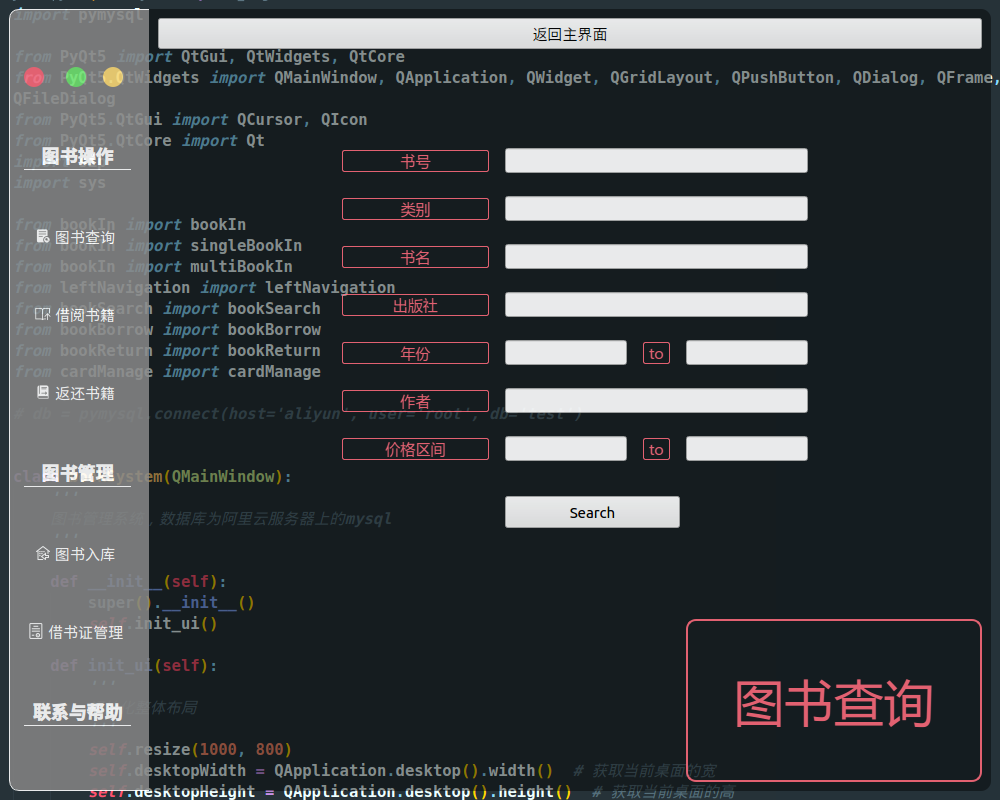 import pymysql
返回主界面
from PyQt5 import QtGui, QtWidgets, QtCore
from PyQt5.QtWidgets import QMainWindow, QApplication, QWidget, QGridLayout, QPushButton, QDialog, QFrame,
QFileDialog
from PyQt5.QtGui import QCursor, QIcon
from PyQt5.QtCore import Qt
图书操作
书号
import sys
类别
from bookIn import bookIn
图书查询
from bookIn import singleBookIn
书名
from bookIn import multiBookIn
from leftNavigation import leftNavigation
出版社
from bookSearch import bookSearch
借阅书籍
from bookBorrow import bookBorrow
from bookReturn import bookReturn
年份
to
from cardManage import cardManage
返还书籍
作者
# db = pymysql.connect(host='aliyun', user='root', db='test')
价格区间
to
图书管理
(QMainWindow):
'''
图书管理系统，数据库为阿里云服务器上的mysql
'''
Search
图书入库
def __init__(self):
super().__init__()
self.init_ui()
借书证管理
def init_ui(self):
'''
整体布局
联系与帮助
图书查询
self.resize(1000, 800)
self.desktopWidth = QApplication.desktop().width() # 获取当前桌面的宽
self.desktopHeight = QApplication.desktop().height() # 获取当前桌面的高